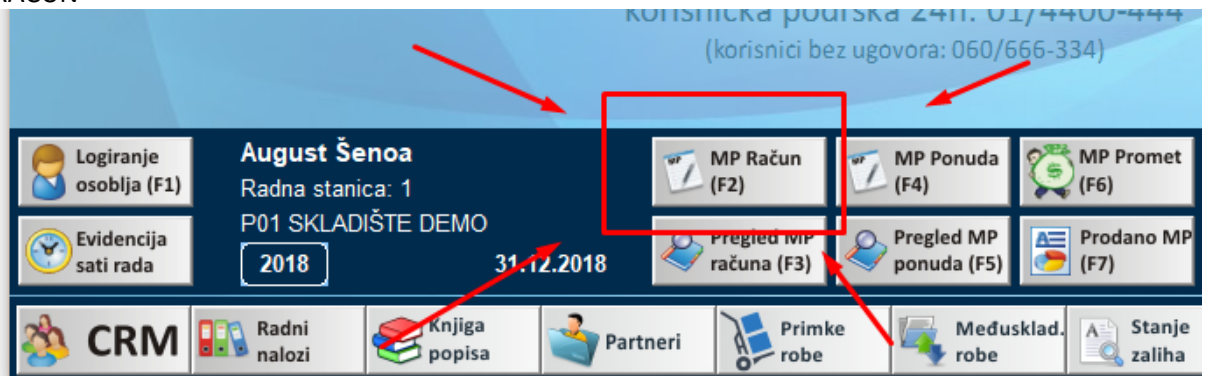 RAČUN
korisnička podrška 24h: 01/4400-444
(korisnici bez ugovora: 060/666-334)
Logiranje
osoblja (F1)
August Šenoa
Radna stanica: 1
P01 SKLADIŠTE DEMO
2018
31.12.2018
MP Račun
(F2)
MP Ponuda
(F4)
MP Promet
(F6)
Evidencija
sati rada
Pregled MP
računa (F3)
Pregled MP
ponuda (F5)
Prodano MP
(F7)
CRM
Radni
nalozi
Knjiga
popisa
Partneri
Primke
robe
Međusklad.
robe
Stanje
zaliha